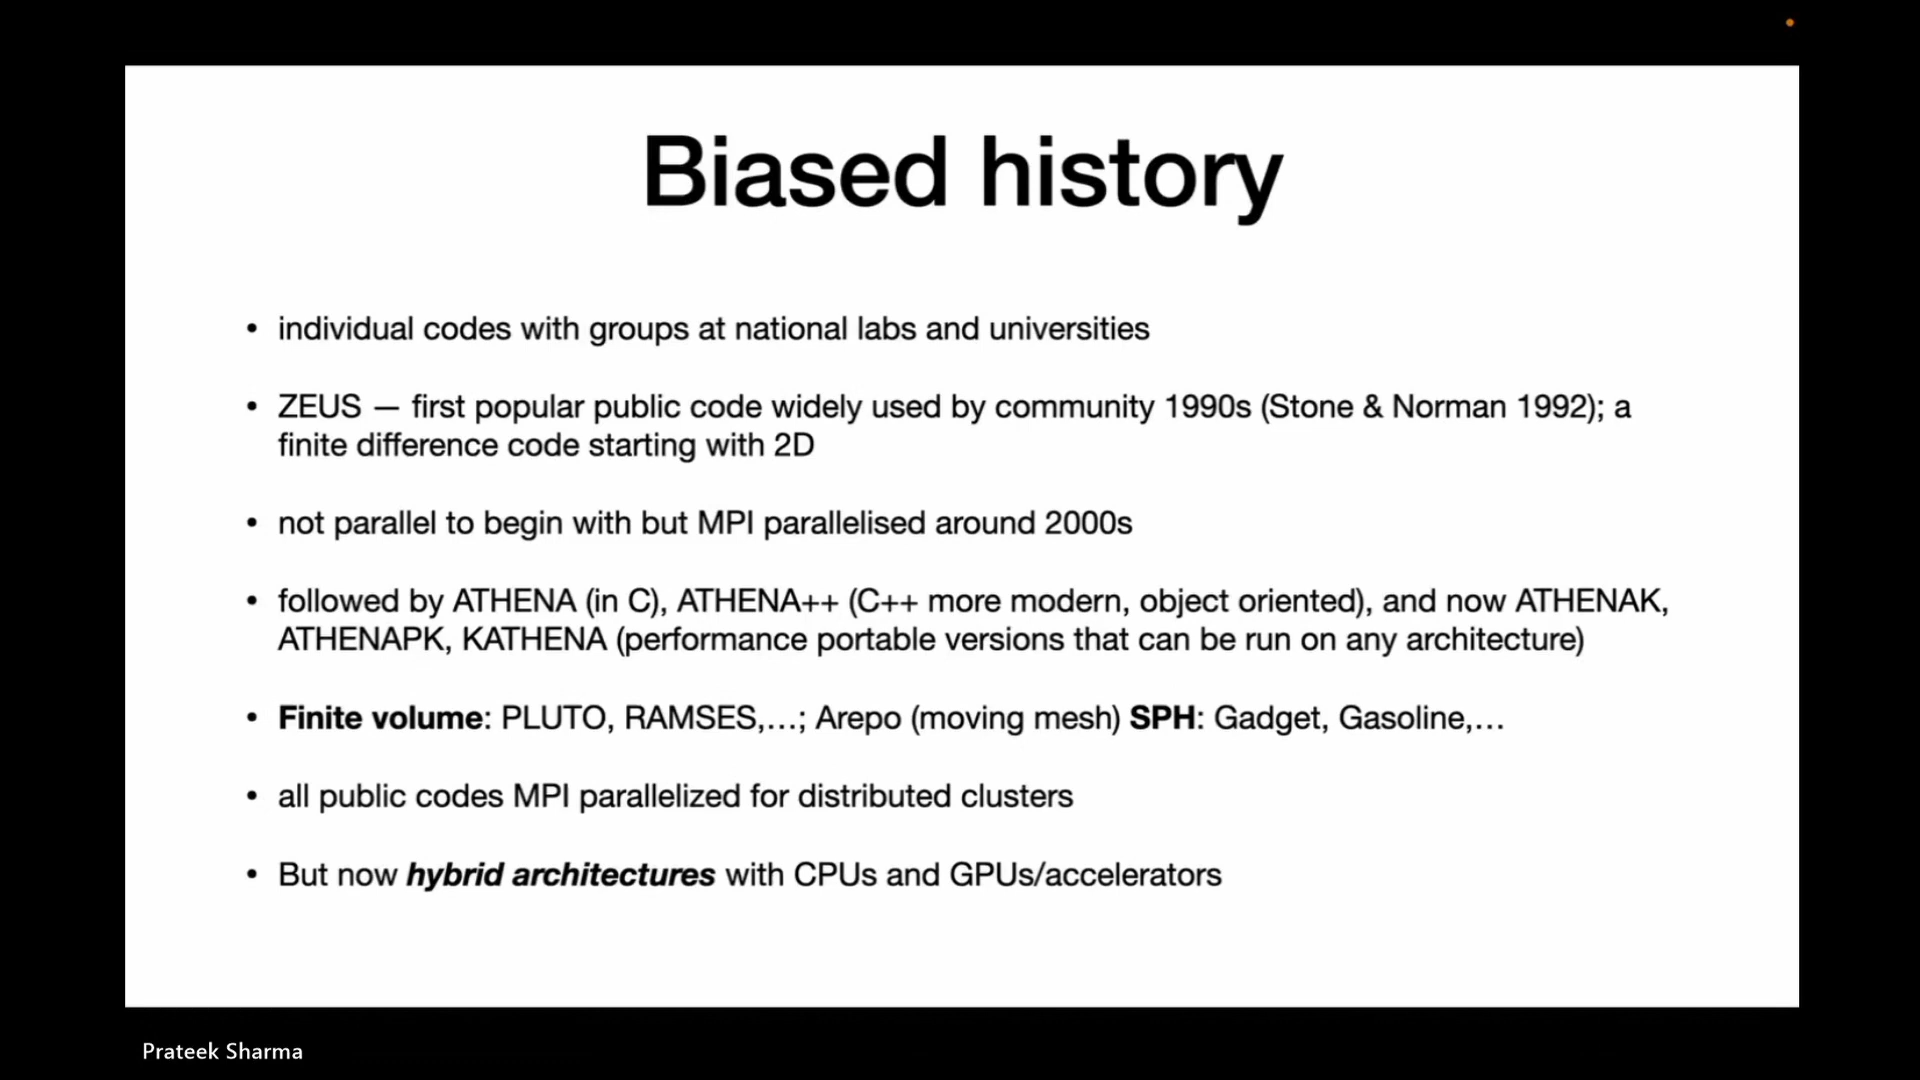 Biased history
• individual codes with groups at national labs and universities
• ZEUS — first popular public code widely used by community 1990s (Stone & Norman 1992); a
finite difference code starting with 2D
• not parallel to begin with but MPI parallelised around 2000s
• followed by ATHENA (in C), ATHENA++ (C++ more modern, object oriented), and now ATHENAK,
ATHENAPK, KATHENA (performance portable versions that can be run on any architecture)
• Finite volume: PLUTO, RAMSES,…; Arepo (moving mesh) SPH: Gadget, Gasoline,…
• all public codes MPI parallelized for distributed clusters
• But now hybrid architectures with CPUs and GPUs/accelerators
Prateek Sharma